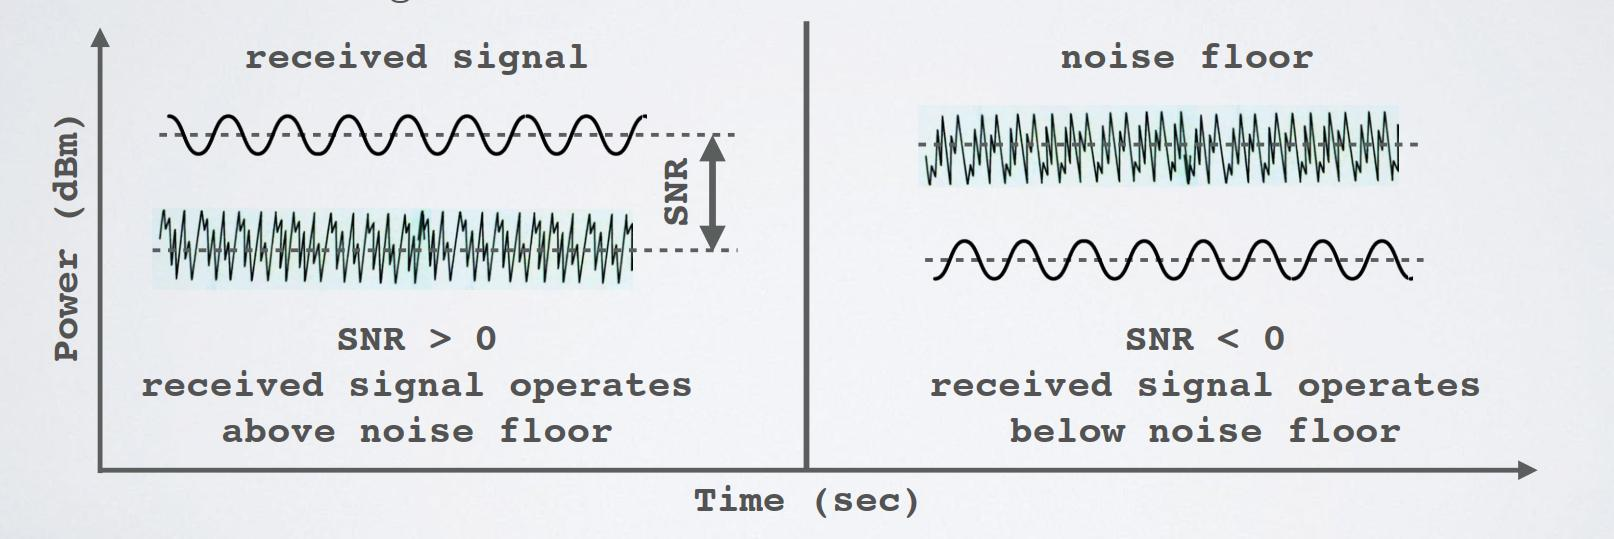 received signal
noise floor
Power (dBm)
SNR
SNR > 0
received signal operates
above noise floor
SNR < 0
received signal operates
below noise floor
Time (sec)